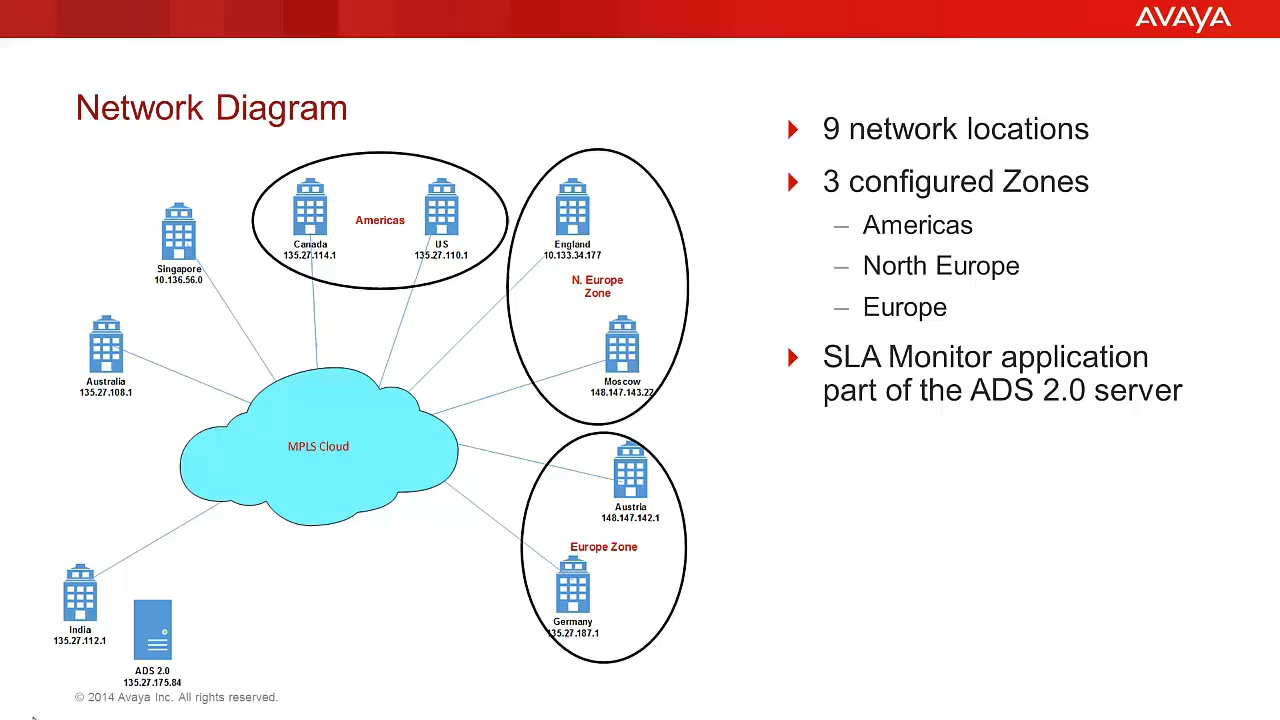 AVAYA
Network Diagram
Americas
Canada
135.27.114.1
US
135.27.110.1
England
10.133.34.177
N. Europe
Zone
Singapore
10.136.56.0
Australia
135.27.108.1
Moscow
148.147.143.22
MPLS Cloud
Austria
148.147.142.1
Europe Zone
Germany
135.27.187.1
India
135.27.112.1
ADS 2.0
135.27.175.84
9 network locations
3 configured Zones
– Americas
– North Europe
– Europe
SLA Monitor application
part of the ADS 2.0 server
© 2014 Avaya Inc. All rights reserved.